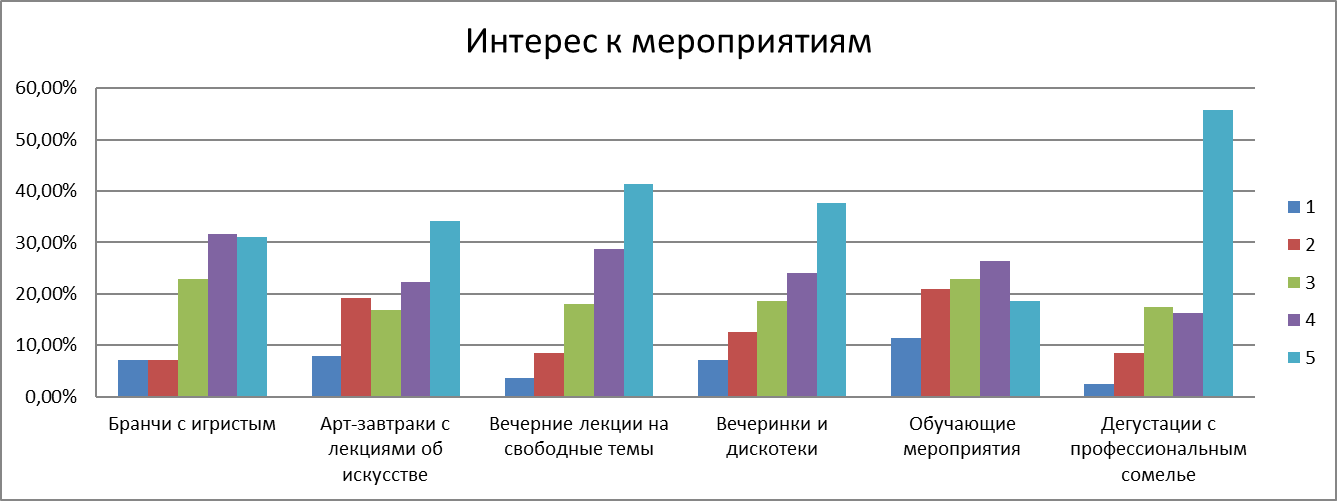 Интерес к мероприятиям
60,00%
50,00%
40,00%
30,00%
20,00%
10,00%
0,00%
Бранчи с игристым
Арт-завтраки с
лекциями об
искусстве
Вечерние лекции на
свободные темы
Вечеринки и
дискотеки
Обучающие
мероприятия
Дегустации с
профессиональным
сомелье
1
2
3
4
5